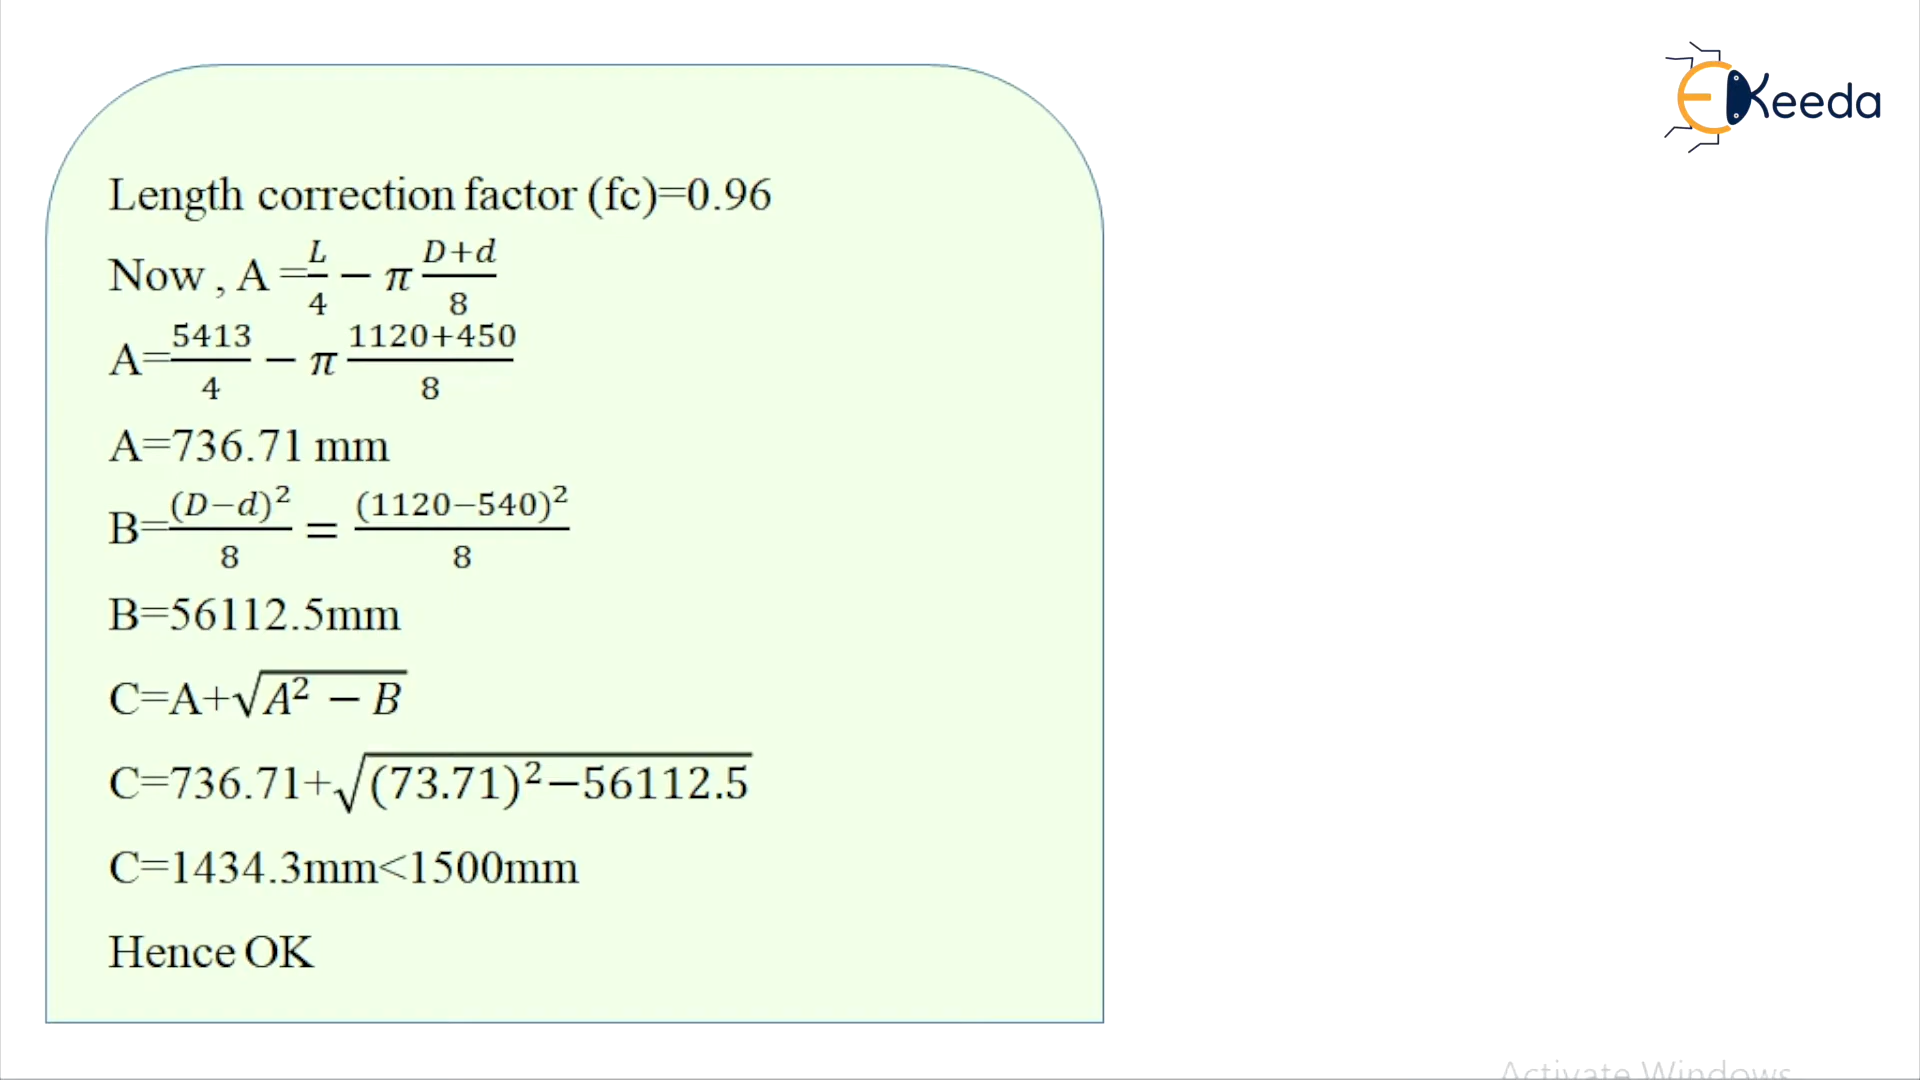 Keeda
Length correction factor (fc)=0.96
Now , A = L/4 − π D+d/8
A= 5413/4 − π 1120+450/8
A=736.71 mm
B= (D−d)²/8 = (1120−540)²/8
B=56112.5mm
C=A+√A² − B
C=736.71+√(73.71)²−56112.5
C=1434.3mm<1500mm
Hence OK
Activate Windows